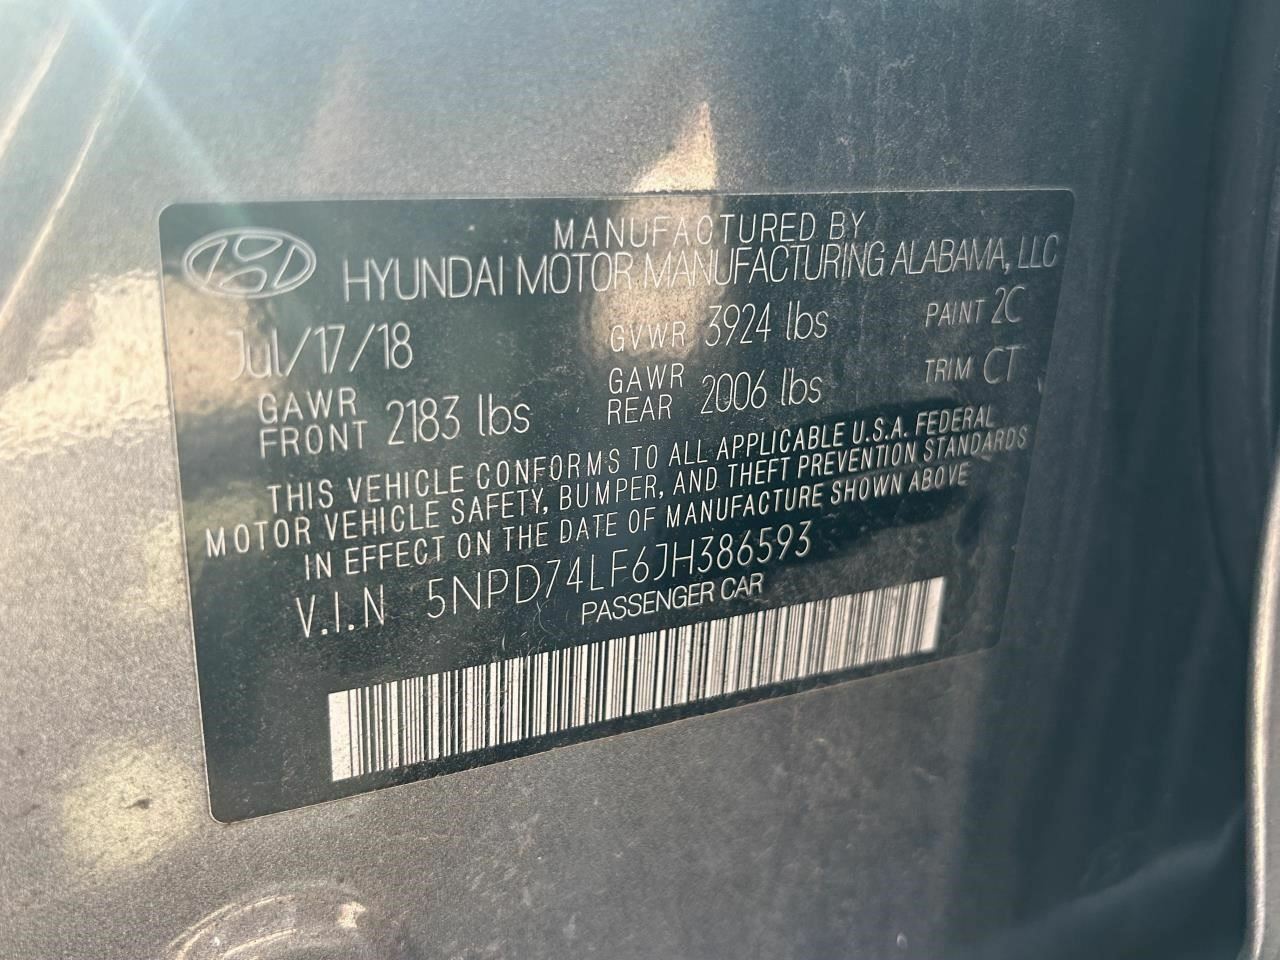 MANUFACTURED BY
HYUNDAI MOTOR MANUFACTURING ALABAMA, LLC
Jul/17/18 GVWR 3924 lbs PAINT 2C
GAWR FRONT 2183 lbs GAWR REAR 2006 lbs TRIM CT
THIS VEHICLE CONFORMS TO ALL APPLICABLE U.S.A. FEDERAL
MOTOR VEHICLE SAFETY, BUMPER, AND THEFT PREVENTION STANDARDS
IN EFFECT ON THE DATE OF MANUFACTURE SHOWN ABOVE
V.I.N 5NPD74LF6JH386593
PASSENGER CAR